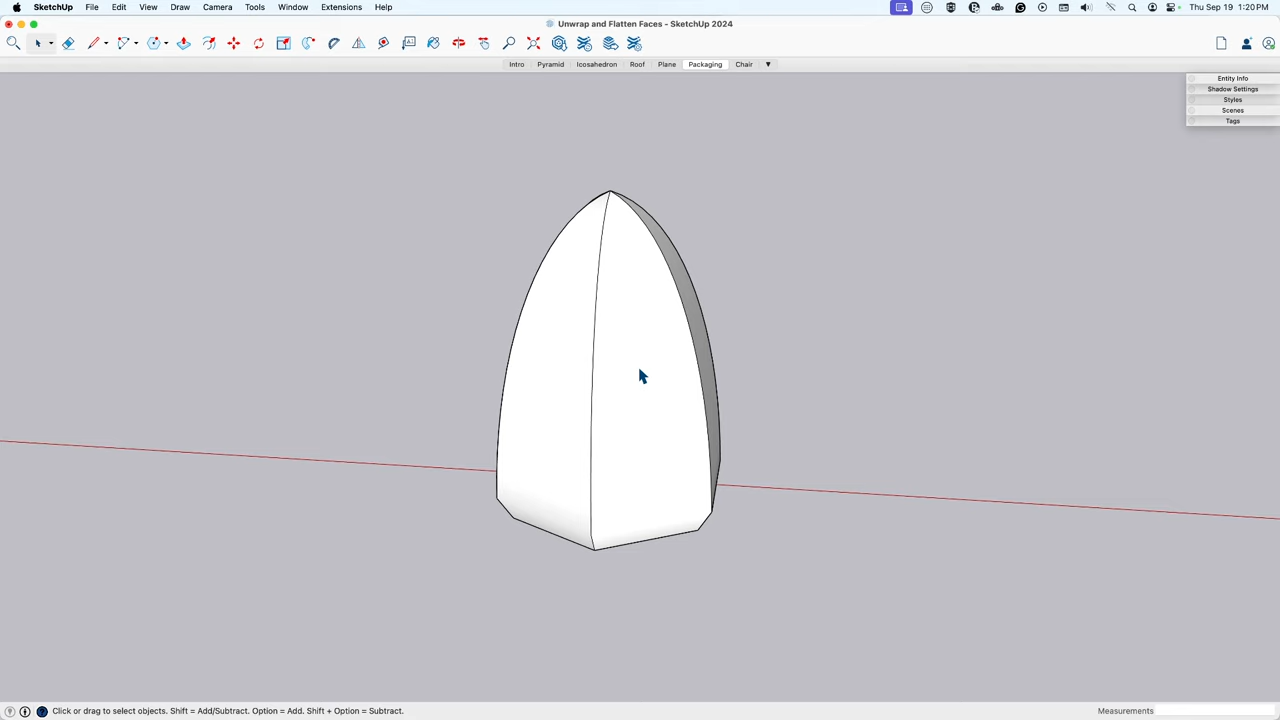 SketchUp File Edit View Draw Camera Tools Window Extensions Help Thu Sep 19 1:20 PM
Unwrap and Flatten Faces - SketchUp 2024
Intro Pyramid Icosahedron Roof Plane Packaging Chair
Entity Info
Shadow Settings
Styles
Scenes
Tags
Click or drag to select objects. Shift = Add/Subtract. Option = Add. Shift + Option = Subtract. Measurements